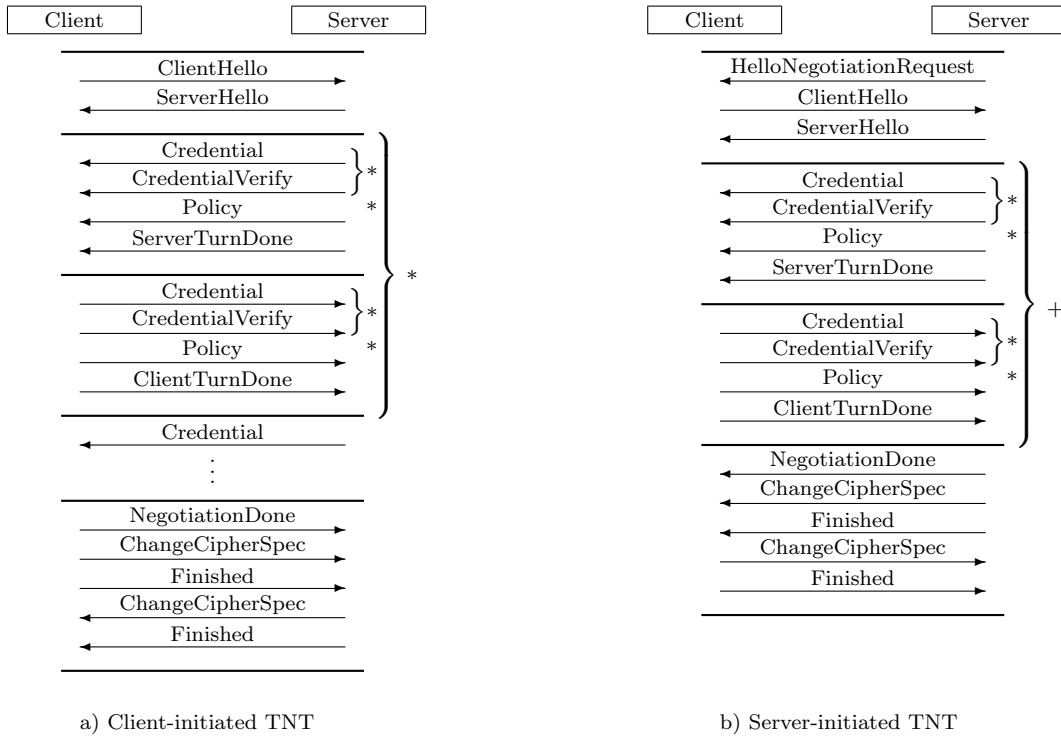 Client Server
ClientHello
ServerHello
Credential
CredentialVerify
*
Policy
*
ServerTurnDone
*
Credential
CredentialVerify
*
Policy
*
ClientTurnDone
Credential
⋮
NegotiationDone
ChangeCipherSpec
Finished
ChangeCipherSpec
Finished
a) Client-initiated TNT
Client Server
HelloNegotiationRequest
ClientHello
ServerHello
Credential
CredentialVerify
*
Policy
*
ServerTurnDone
+
Credential
CredentialVerify
*
Policy
*
ClientTurnDone
NegotiationDone
ChangeCipherSpec
Finished
ChangeCipherSpec
Finished
b) Server-initiated TNT